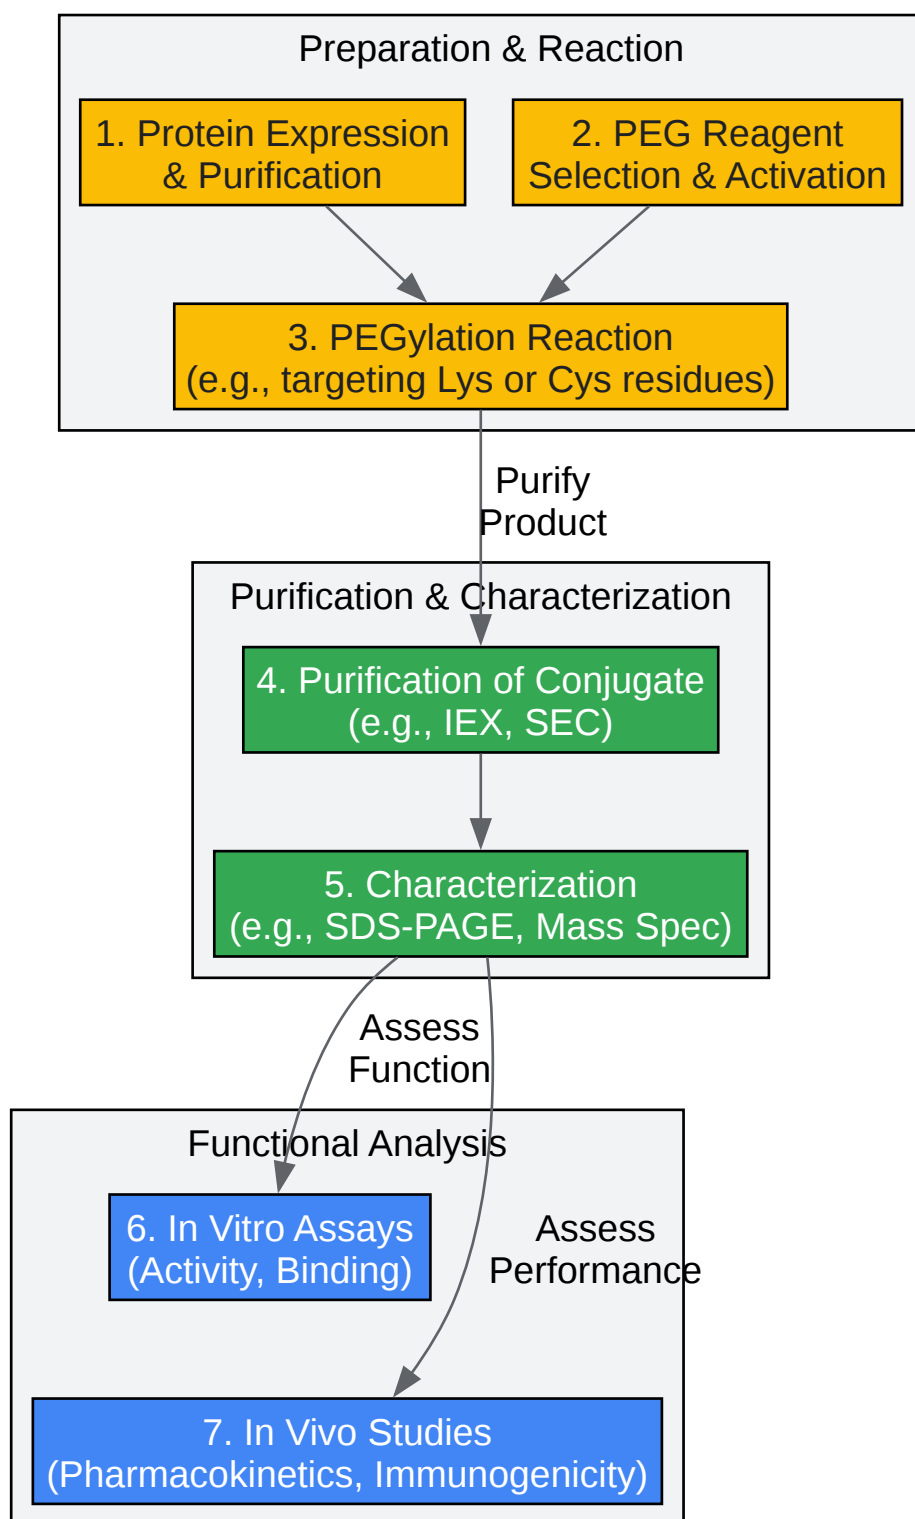 Preparation & Reaction
1. Protein Expression
& Purification
2. PEG Reagent
Selection & Activation
3. PEGylation Reaction
(e.g., targeting Lys or Cys residues)
Purify
Product
Purification & Characterization
4. Purification of Conjugate
(e.g., IEX, SEC)
5. Characterization
(e.g., SDS-PAGE, Mass Spec)
Assess
Function
Functional Analysis
6. In Vitro Assays
(Activity, Binding)
Assess
Performance
7. In Vivo Studies
(Pharmacokinetics, Immunogenicity)